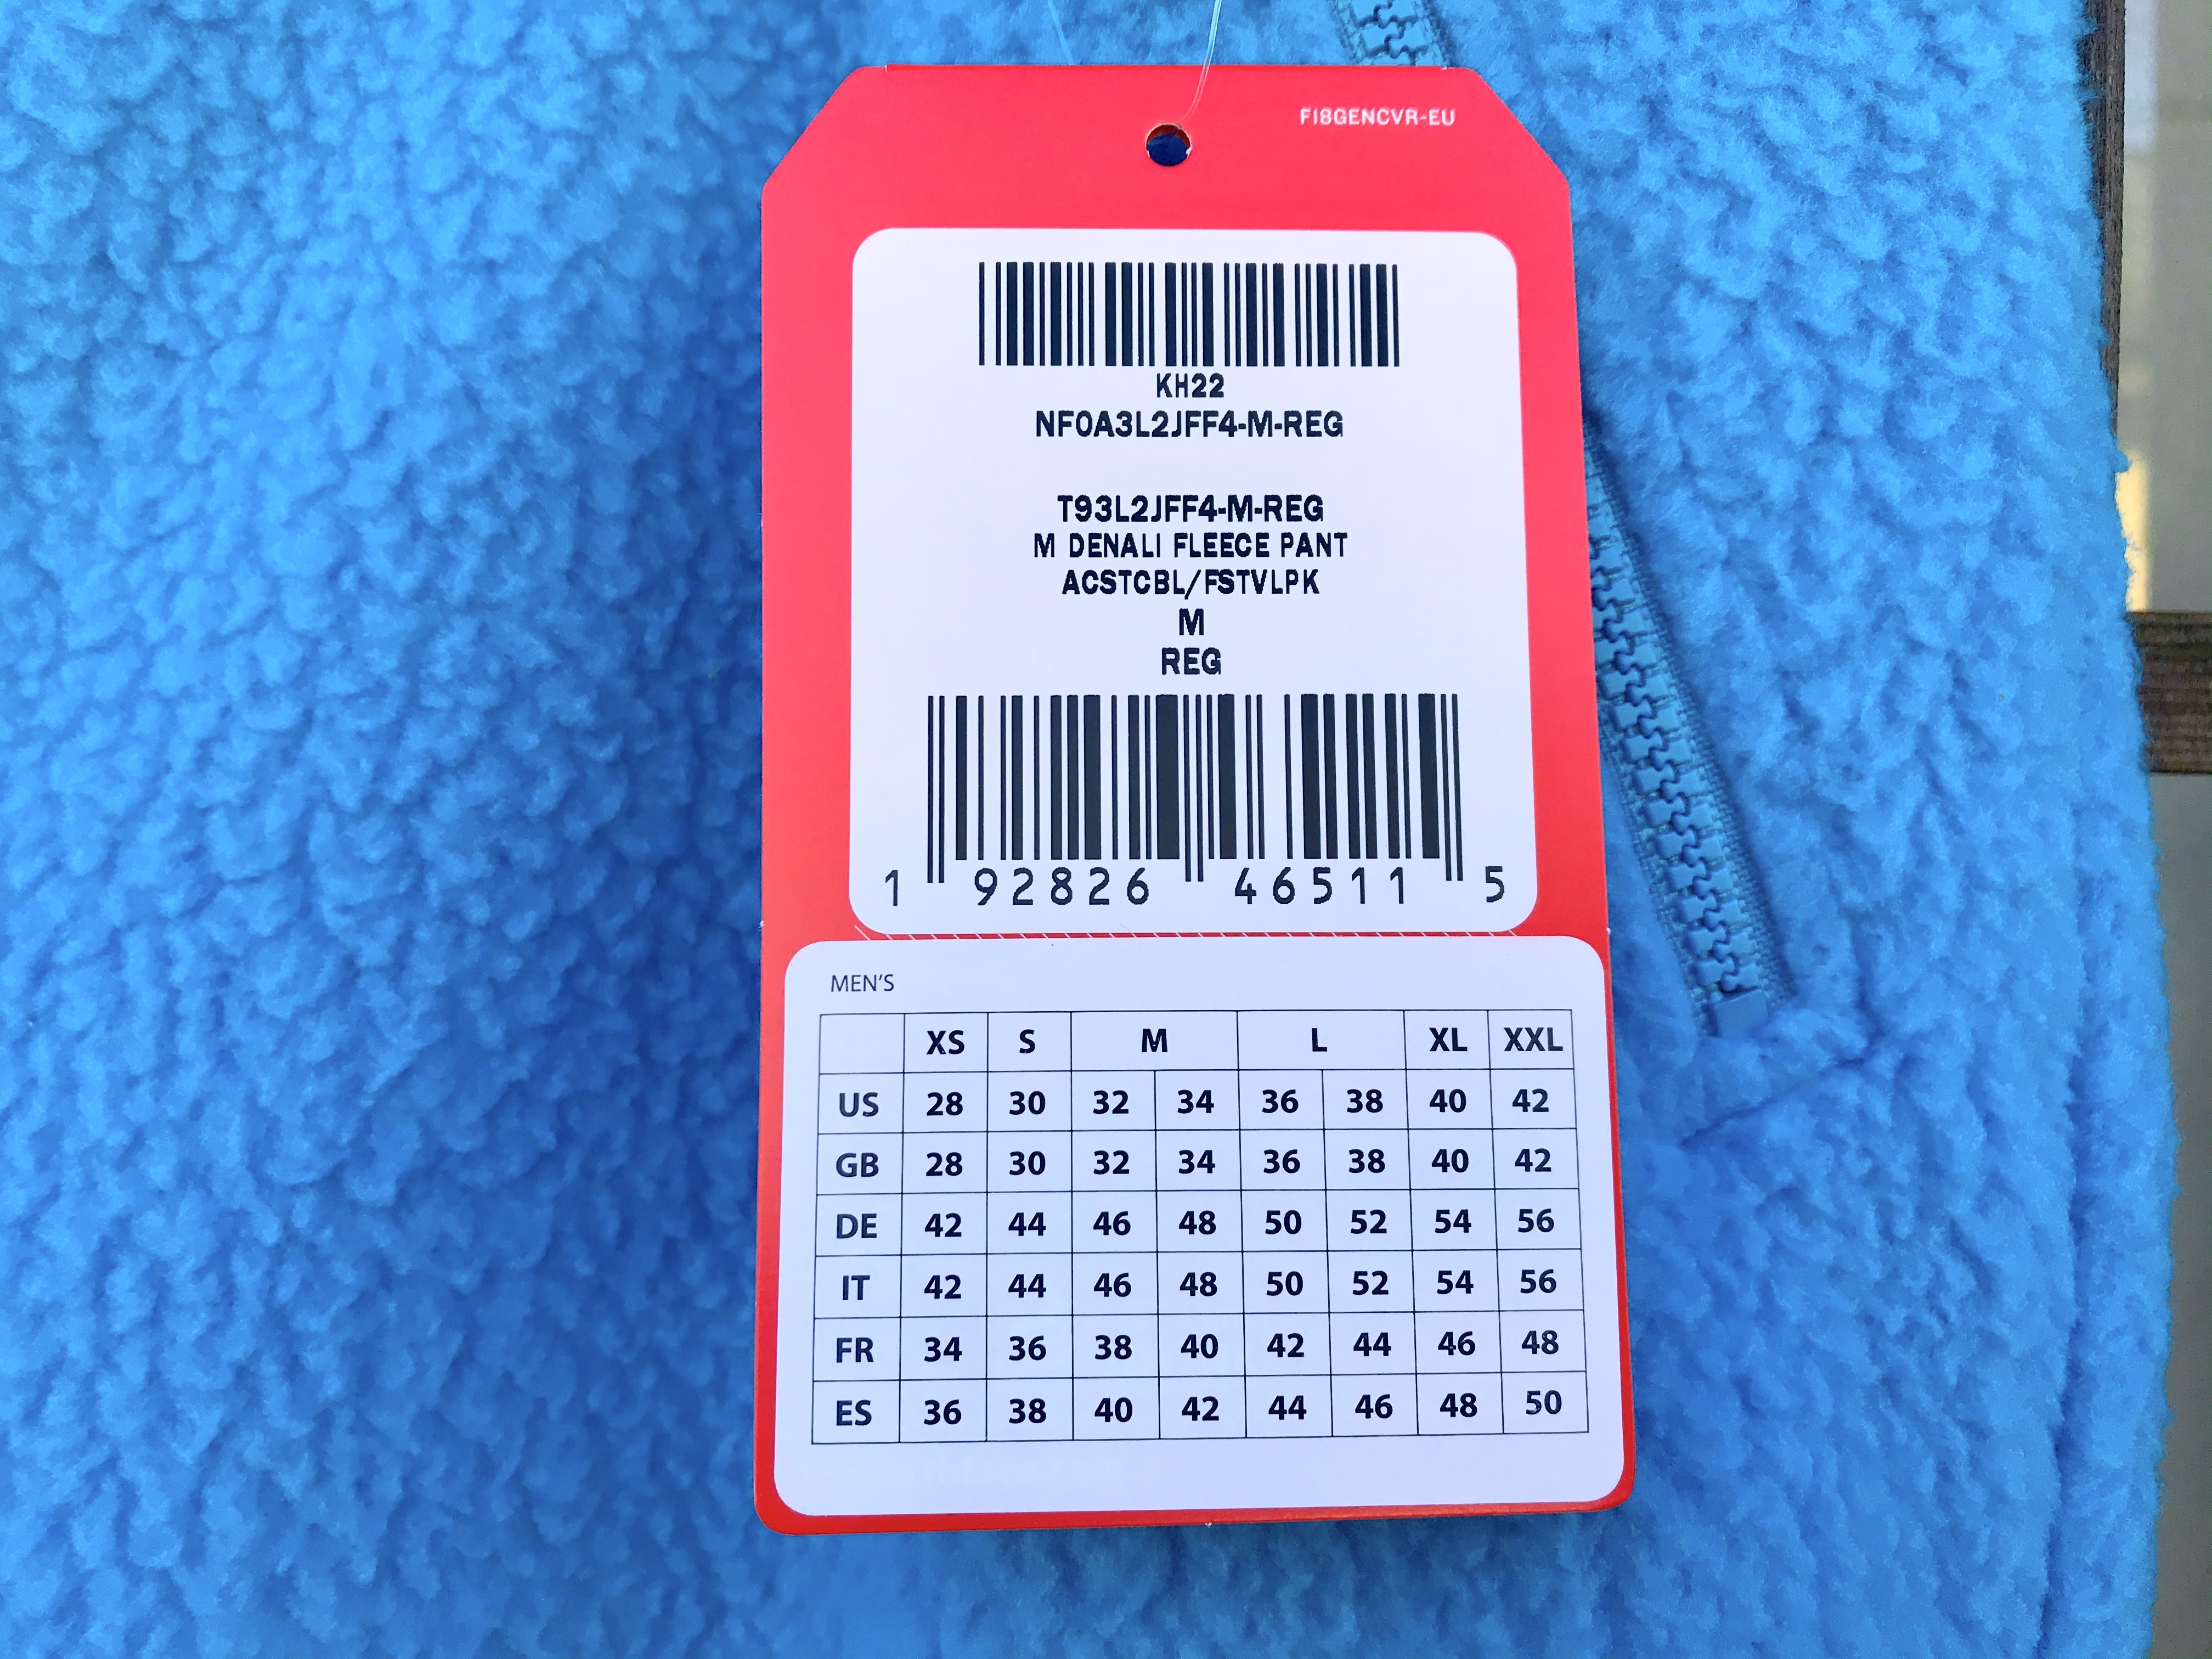 FI8GENCVR-EU
KH22
NF0A3L2JFF4-M-REG
T93L2JFF4-M-REG
M DENALI FLEECE PANT
ACSTCBL/FSTVLPK
M
REG
1 92826 46511 5
MEN'S
XS S M L XL XXL
US 28 30 32 34 36 38 40 42
GB 28 30 32 34 36 38 40 42
DE 42 44 46 48 50 52 54 56
IT 42 44 46 48 50 52 54 56
FR 34 36 38 40 42 44 46 48
ES 36 38 40 42 44 46 48 50